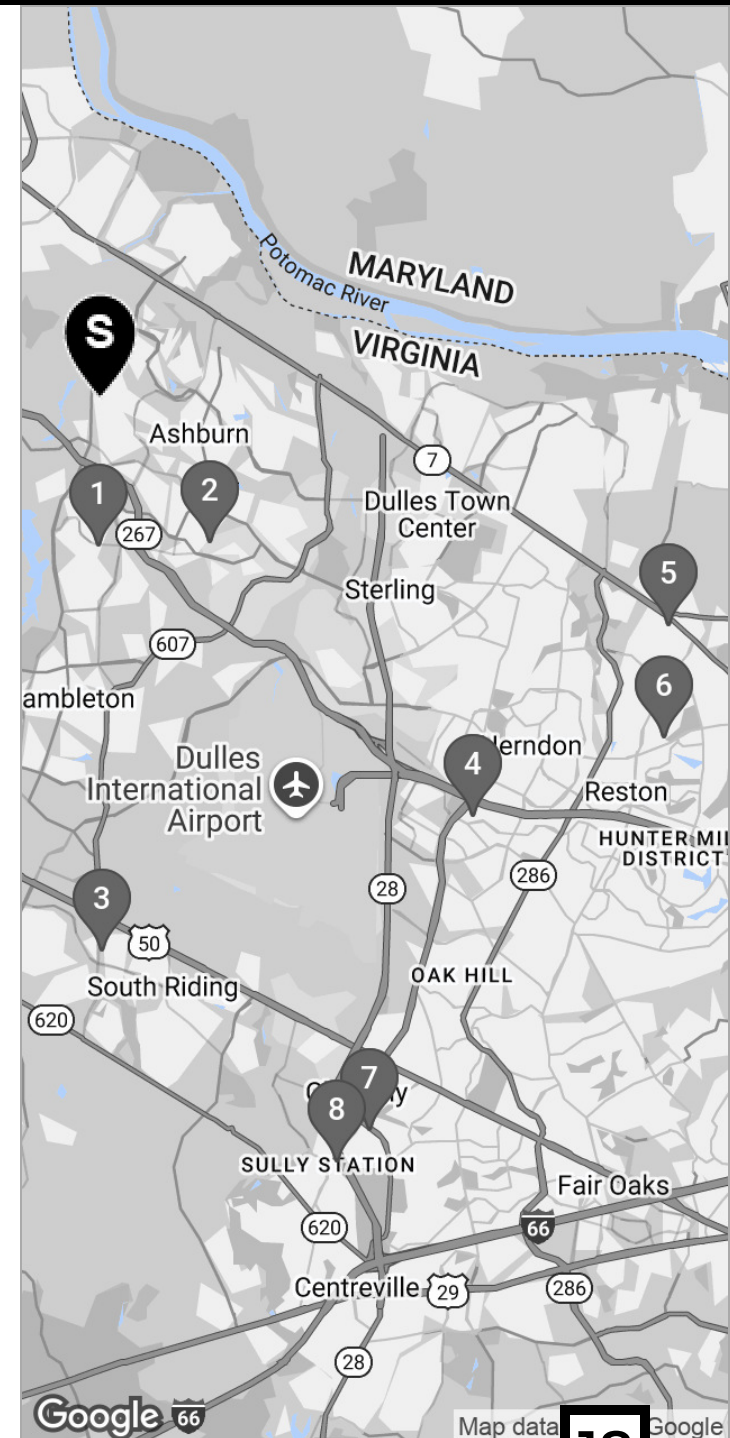 Potomac River
MARYLAND
VIRGINIA
S
Ashburn
7
1
2
267
Dulles Town
Center
5
Sterling
607
6
ambleton
Dulles
International
Airport
4
erndon
Reston
HUNTER MI
DISTRICT
286
28
3
50
OAK HILL
South Riding
620
7
8
SULLY STATION
Fair Oaks
620
66
Centreville
29
286
28
Google
66
Map data
Google